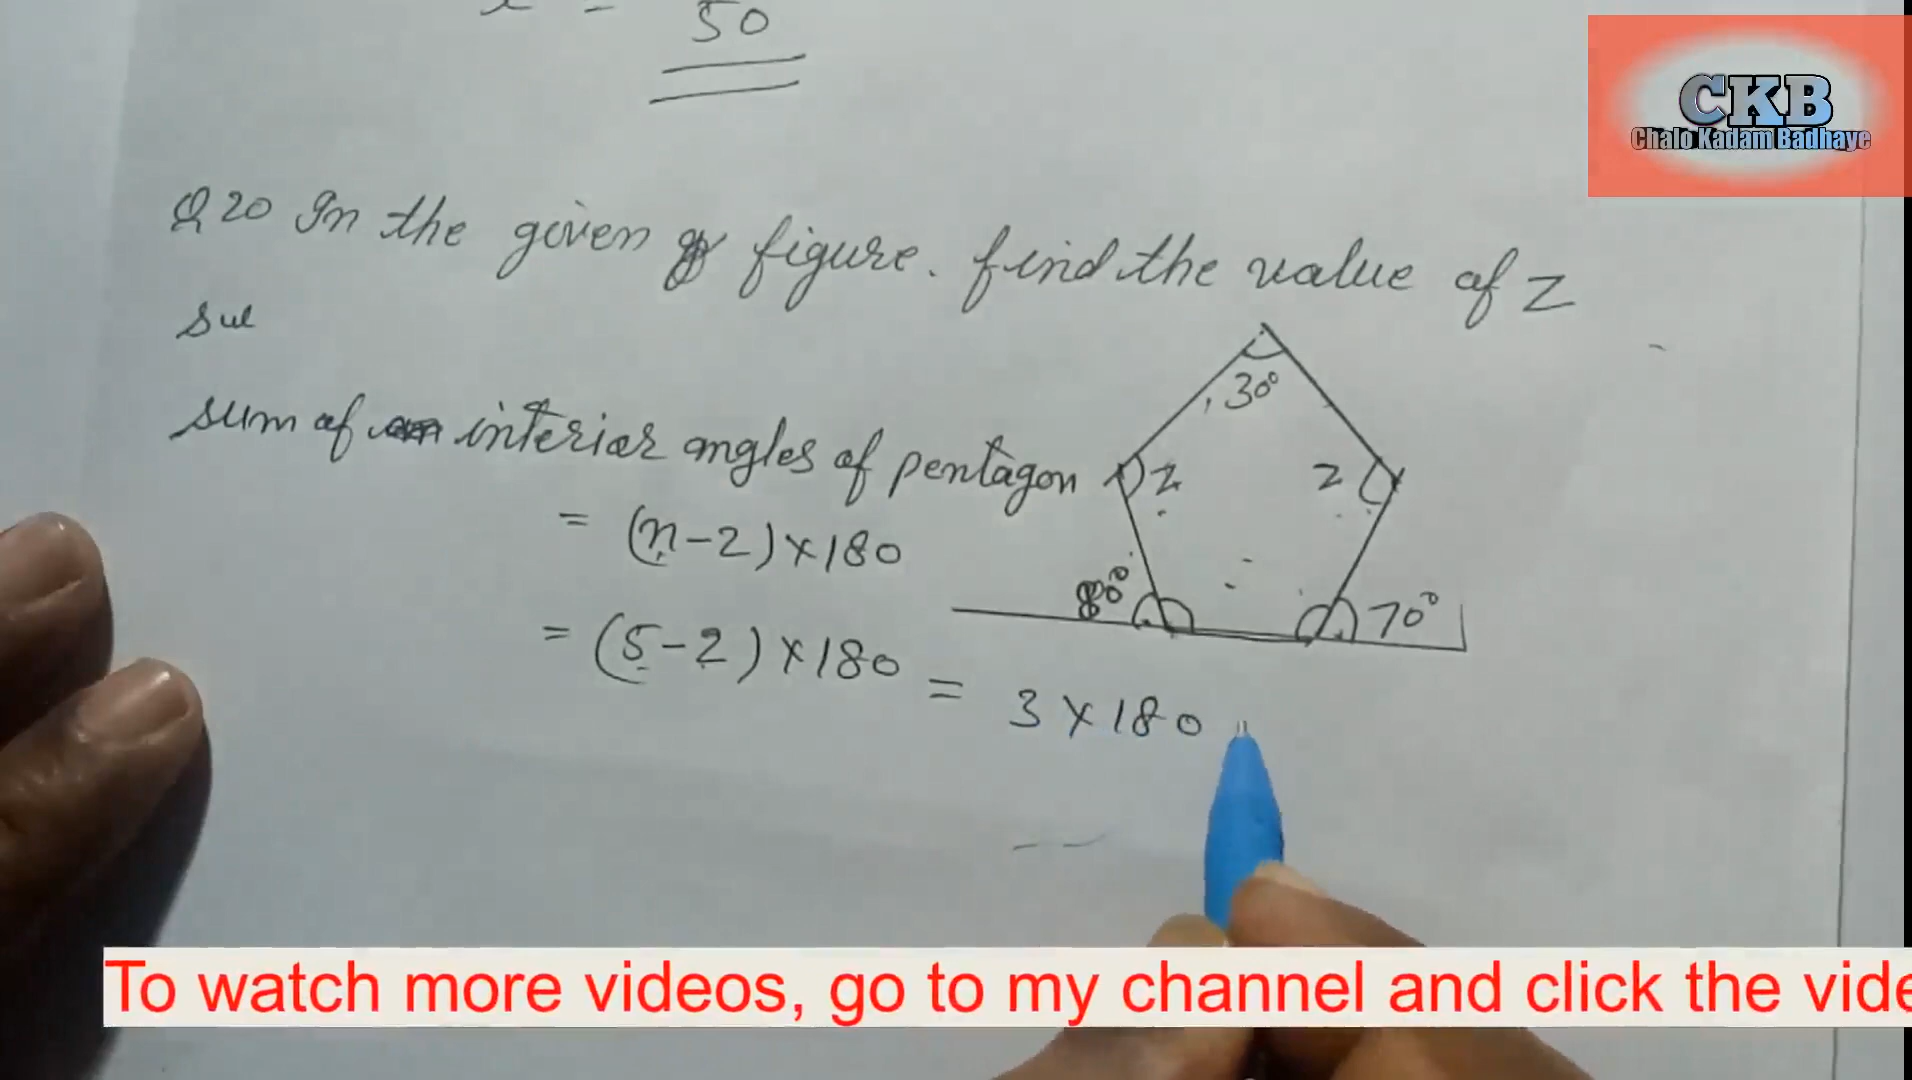 50
CKB
Chalo Kadam Badhaye
Q 20 In the given figure. find the value of z
Sol
30°
sum of interior angles of pentagon
z z
= (n-2)×180
80° 70°
= (5-2)×180 = 3×180
To watch more videos, go to my channel and click the vide